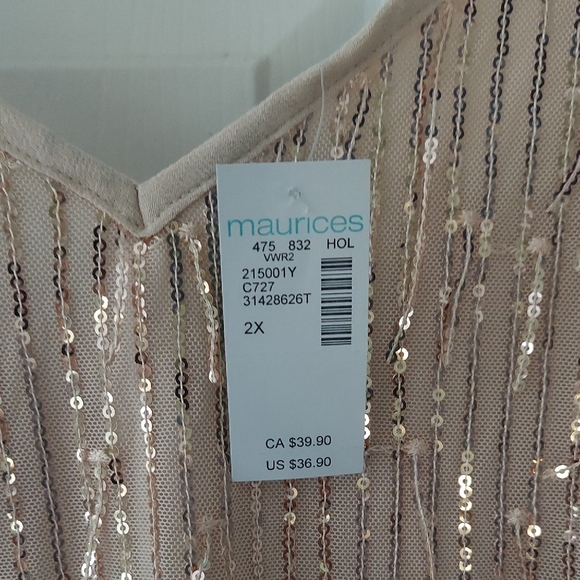 maurices
475 832 HOL
VWR2
215001Y
C727
31428626T
2X
CA $39.90
US $36.90